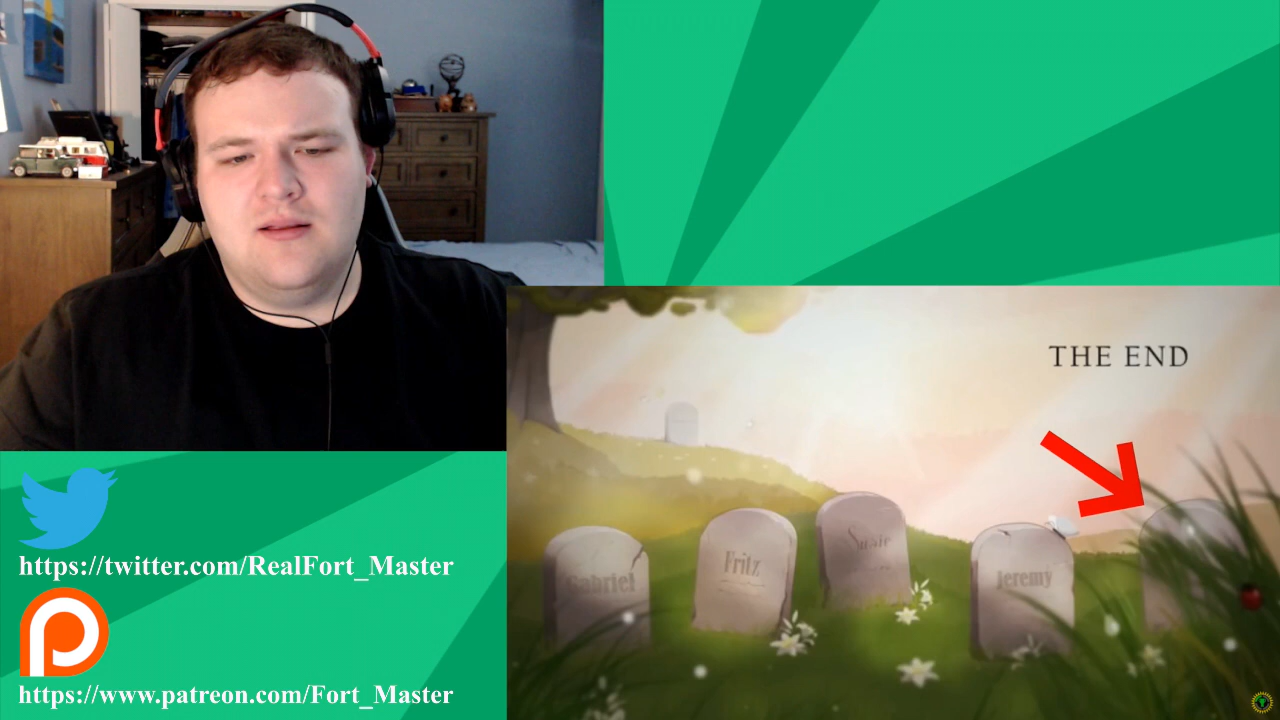 THE END
Gabriel
Fritz
Susie
Jeremy
https://twitter.com/RealFort_Master
https://www.patreon.com/Fort_Master